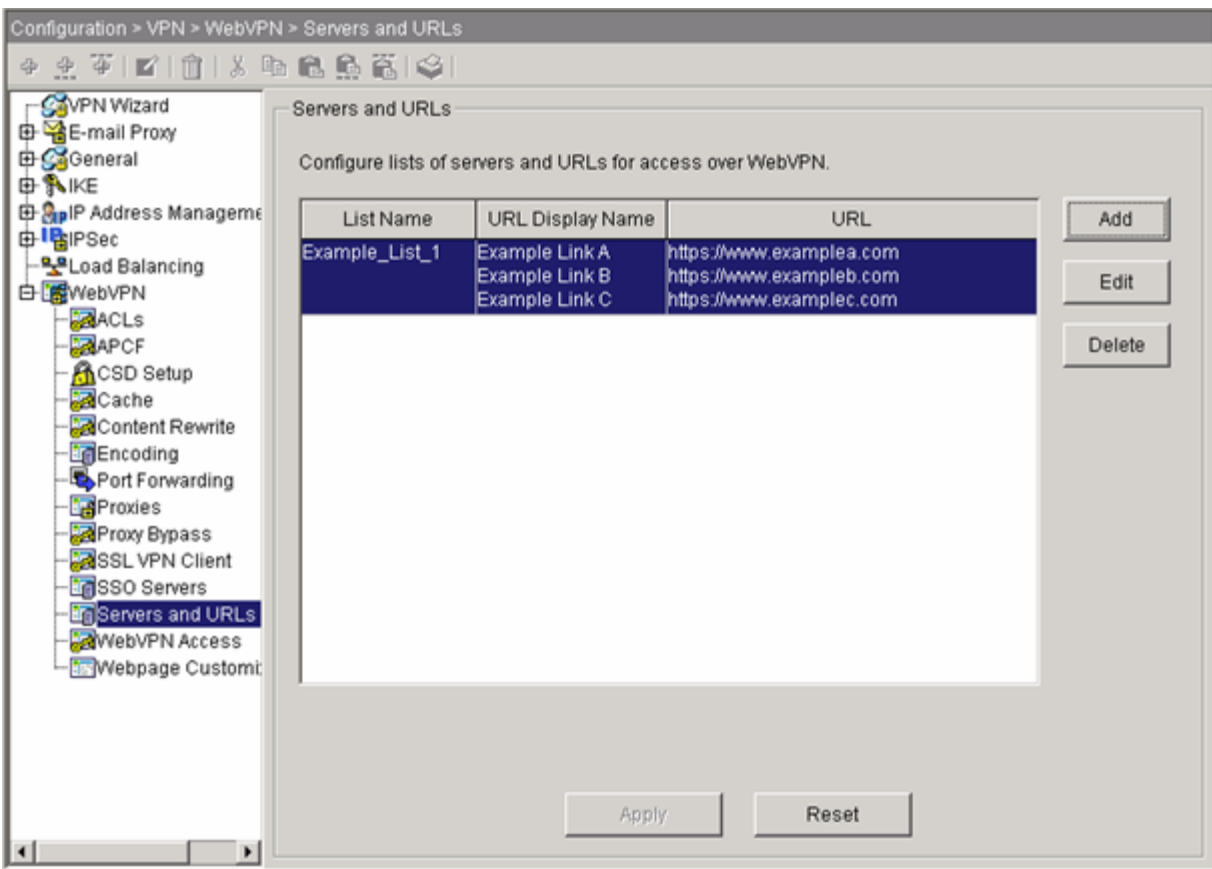 Configuration > VPN > WebVPN > Servers and URLs
VPN Wizard
E-mail Proxy
General
IKE
IP Address Manageme
IPSec
Load Balancing
WebVPN
ACLs
APCF
CSD Setup
Cache
Content Rewrite
Encoding
Port Forwarding
Proxies
Proxy Bypass
SSL VPN Client
SSO Servers
Servers and URLs
WebVPN Access
Webpage Customi
Servers and URLs
Configure lists of servers and URLs for access over WebVPN.
List Name URL Display Name URL
Example_List_1 Example Link A https://www.examplea.com
Example Link B https://www.exampleb.com
Example Link C https://www.examplec.com
Add
Edit
Delete
Apply Reset